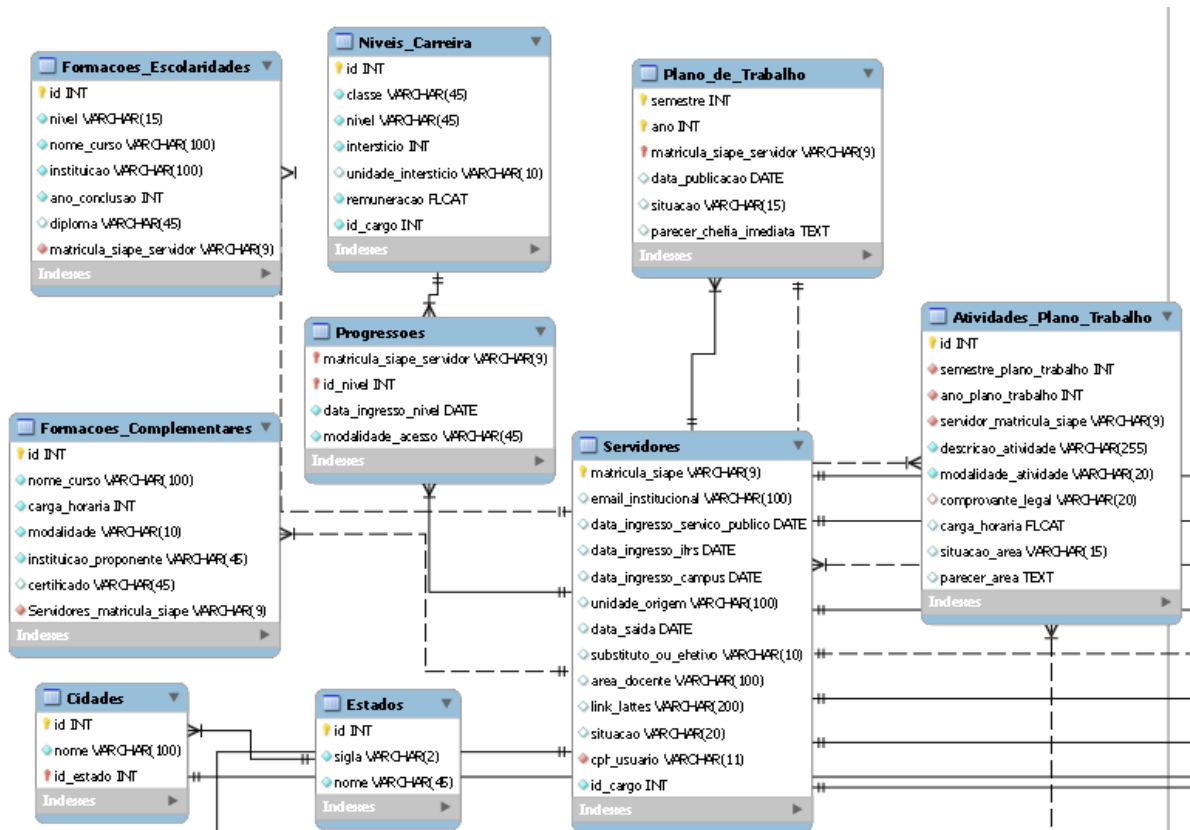 Formacoes_Escolaridades
id INT
nivel VARCHAR(15)
nome_curso VARCHAR(100)
instituicao VARCHAR(100)
ano_conclusao INT
diploma VARCHAR(45)
matricula_siape_servidor VARCHAR(9)
Indexes
Niveis_Carreira
id INT
classe VARCHAR(45)
nivel VARCHAR(45)
intersticio INT
unidade_intersticio VARCHAR(10)
remuneracao FLOAT
id_cargo INT
Indexes
Plano_de_Trabalho
semestre INT
ano INT
matricula_siape_servidor VARCHAR(9)
data_publicacao DATE
situacao VARCHAR(15)
parecer_chefia_imediata TEXT
Indexes
Progressoes
matricula_siape_servidor VARCHAR(9)
id_nivel INT
data_ingresso_nivel DATE
modalidade_acesso VARCHAR(45)
Indexes
Atividades_Plano_Trabalho
id INT
semestre_plano_trabalho INT
ano_plano_trabalho INT
servidor_matricula_siape VARCHAR(9)
descricao_atividade VARCHAR(255)
modalidade_atividade VARCHAR(20)
comprovante_legal VARCHAR(20)
carga_horaria FLOAT
situacao_area VARCHAR(15)
parecer_area TEXT
Indexes
Formacoes_Complementares
id INT
nome_curso VARCHAR(100)
carga_horaria INT
modalidade VARCHAR(10)
instituicao_proponente VARCHAR(45)
certificado VARCHAR(45)
Servidores_matricula_siape VARCHAR(9)
Indexes
Servidores
matricula_siape VARCHAR(9)
email_institucional VARCHAR(100)
data_ingresso_servico_publico DATE
data_ingresso_ifrs DATE
data_ingresso_campus DATE
unidade_origem VARCHAR(100)
data_saida DATE
substituto_ou_efetivo VARCHAR(10)
area_docente VARCHAR(100)
link_lattes VARCHAR(200)
situacao VARCHAR(20)
cpf_usuario VARCHAR(11)
id_cargo INT
Indexes
Cidades
id INT
nome VARCHAR(100)
id_estado INT
Indexes
Estados
id INT
sigla VARCHAR(2)
nome VARCHAR(45)
Indexes